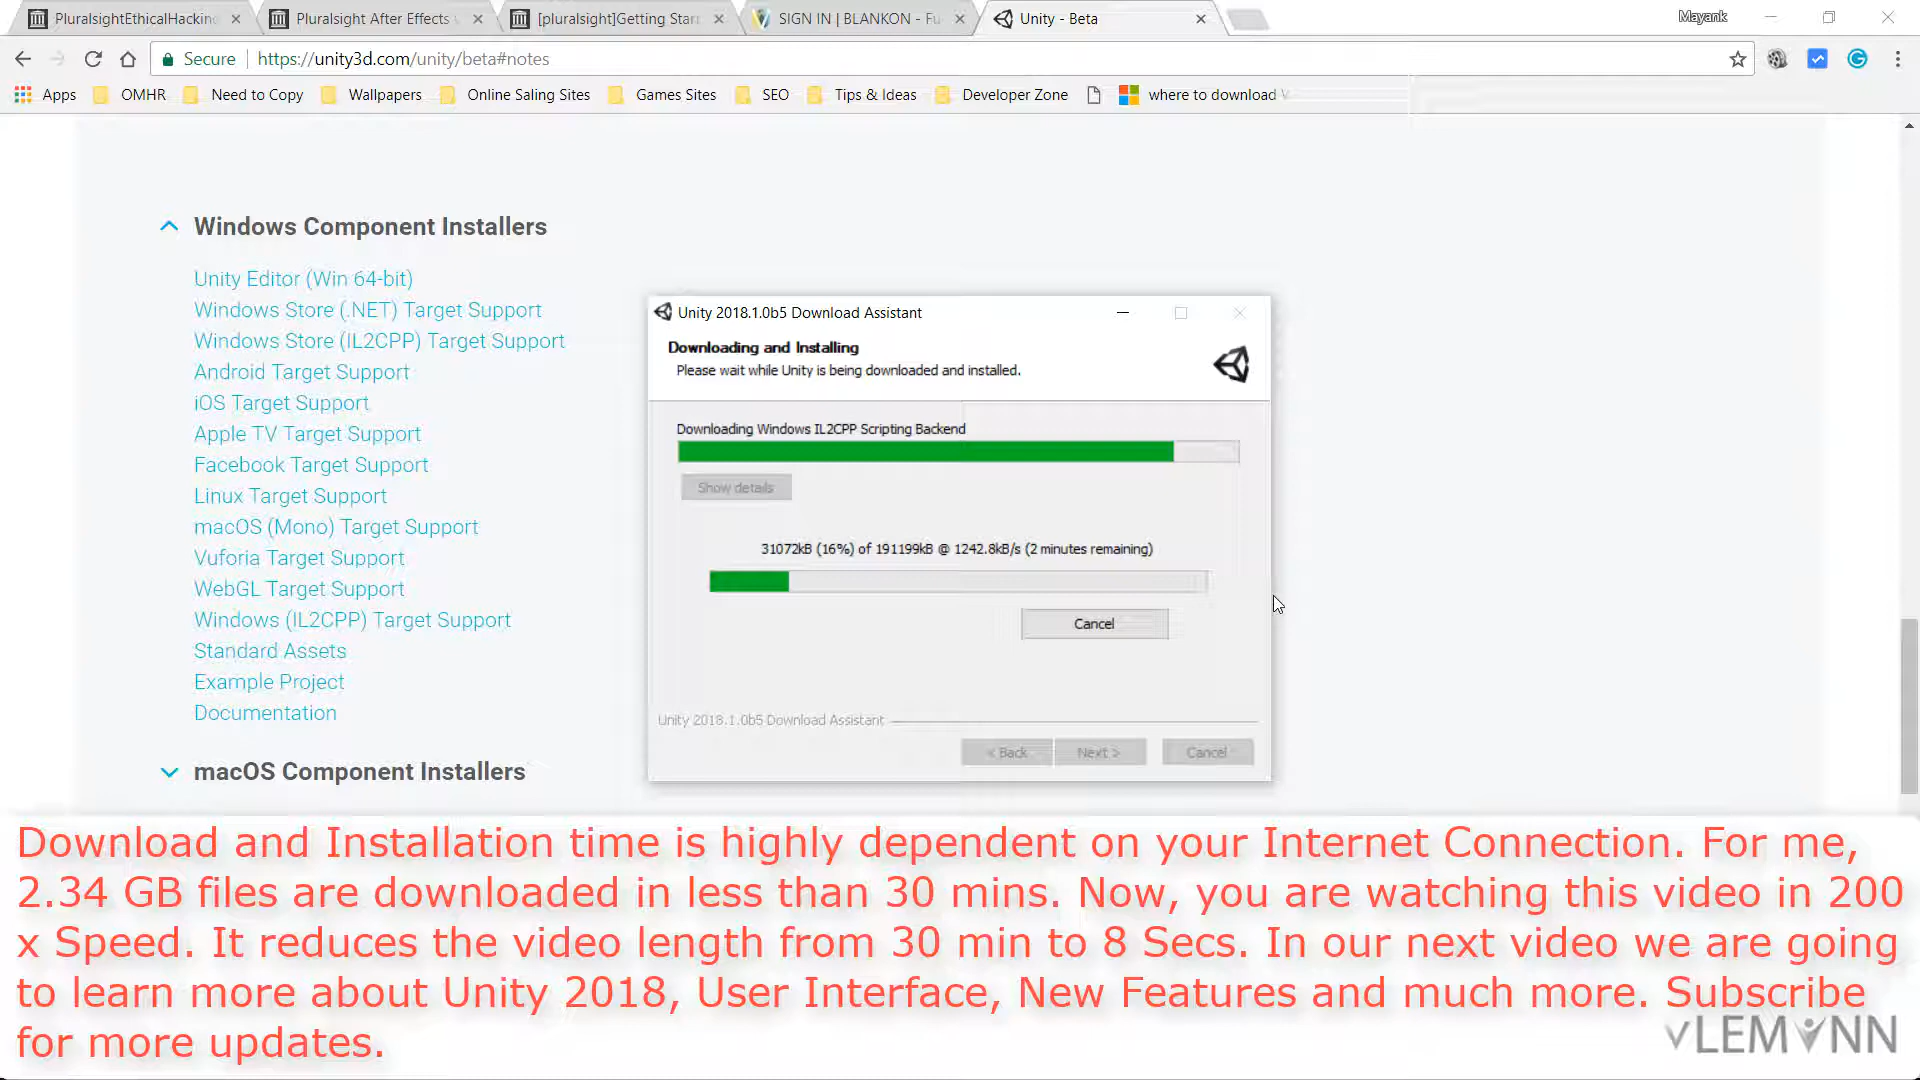 PluralsightEthicalHacking
Pluralsight After Effects
[pluralsight]Getting Star
SIGN IN | BLANKON - Fu
Unity - Beta
Mayank
Secure
https://unity3d.com/unity/beta#notes
Apps
OMHR
Need to Copy
Wallpapers
Online Saling Sites
Games Sites
SEO
Tips & Ideas
Developer Zone
where to download
Windows Component Installers
Unity Editor (Win 64-bit)
Windows Store (.NET) Target Support
Windows Store (IL2CPP) Target Support
Android Target Support
iOS Target Support
Apple TV Target Support
Facebook Target Support
Linux Target Support
macOS (Mono) Target Support
Vuforia Target Support
WebGL Target Support
Windows (IL2CPP) Target Support
Standard Assets
Example Project
Documentation
macOS Component Installers
Unity 2018.1.0b5 Download Assistant
Downloading and Installing
Please wait while Unity is being downloaded and installed.
Downloading Windows IL2CPP Scripting Backend
Show details
31072kB (16%) of 191199kB @ 1242.8kB/s (2 minutes remaining)
Cancel
Unity 2018.1.0b5 Download Assistant
< Back
Next >
Cancel
Download and Installation time is highly dependent on your Internet Connection. For me,
2.34 GB files are downloaded in less than 30 mins. Now, you are watching this video in 200
x Speed. It reduces the video length from 30 min to 8 Secs. In our next video we are going
to learn more about Unity 2018, User Interface, New Features and much more. Subscribe
for more updates.
vLEMONN